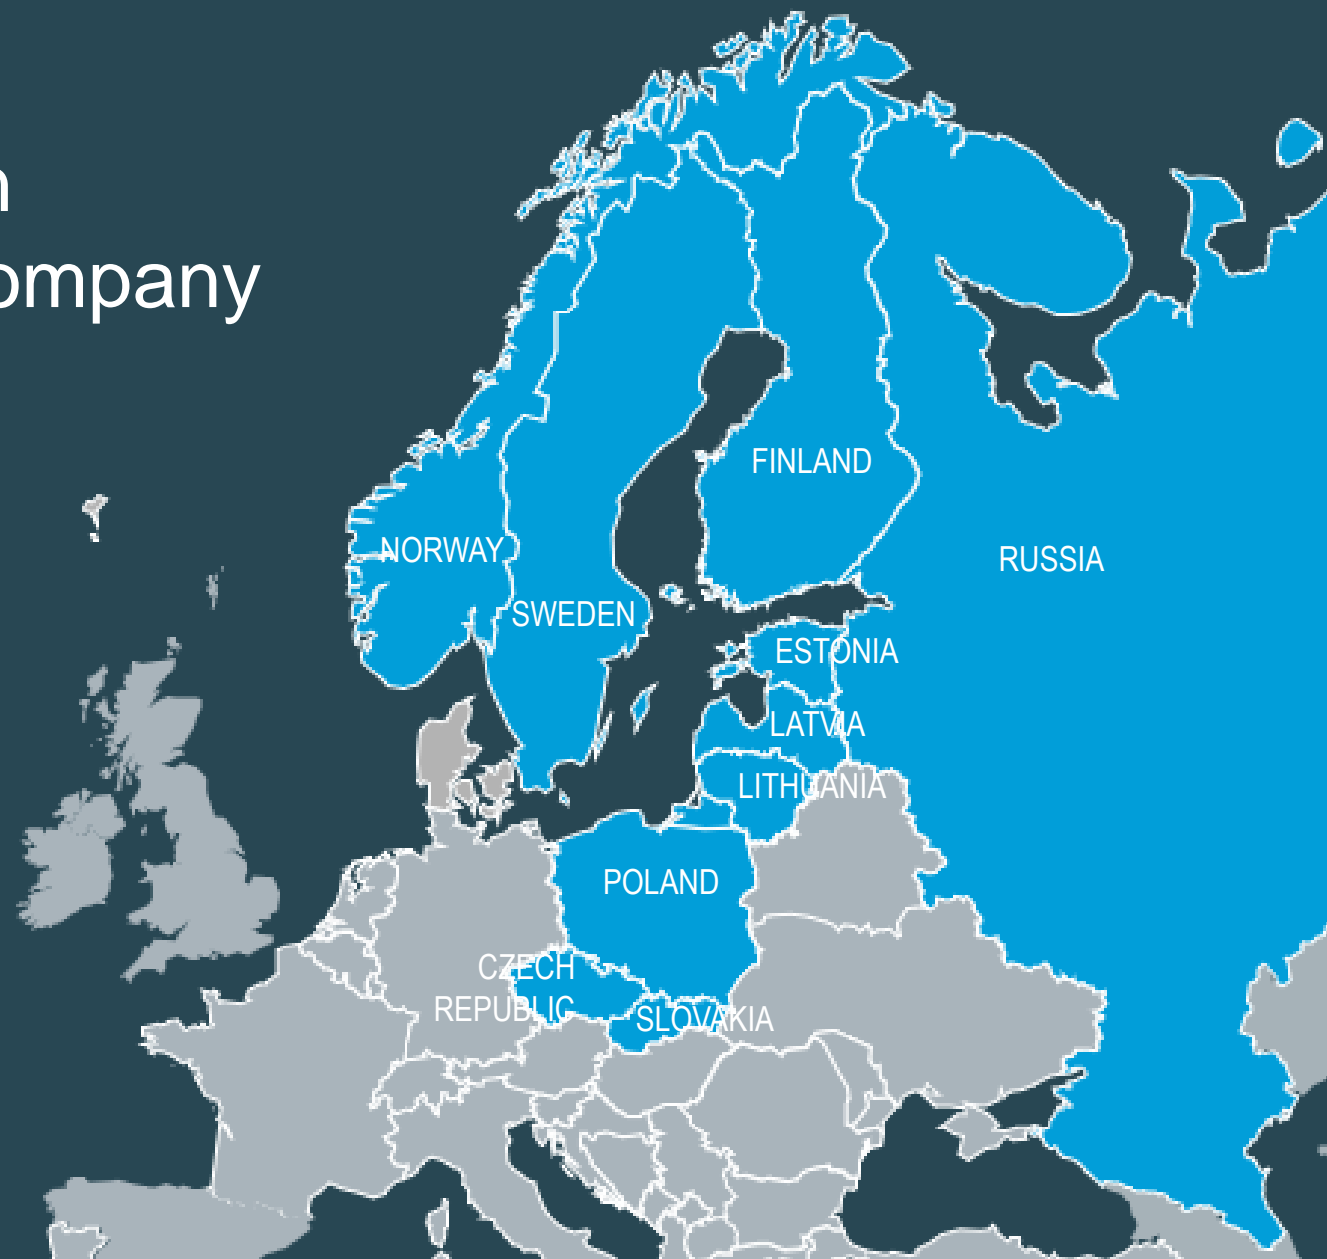 n
ompany
FINLAND
NORWAY
RUSSIA
SWEDEN
ESTONIA
LATVIA
LITHUANIA
POLAND
CZECH
REPUBLIC
SLOVAKIA